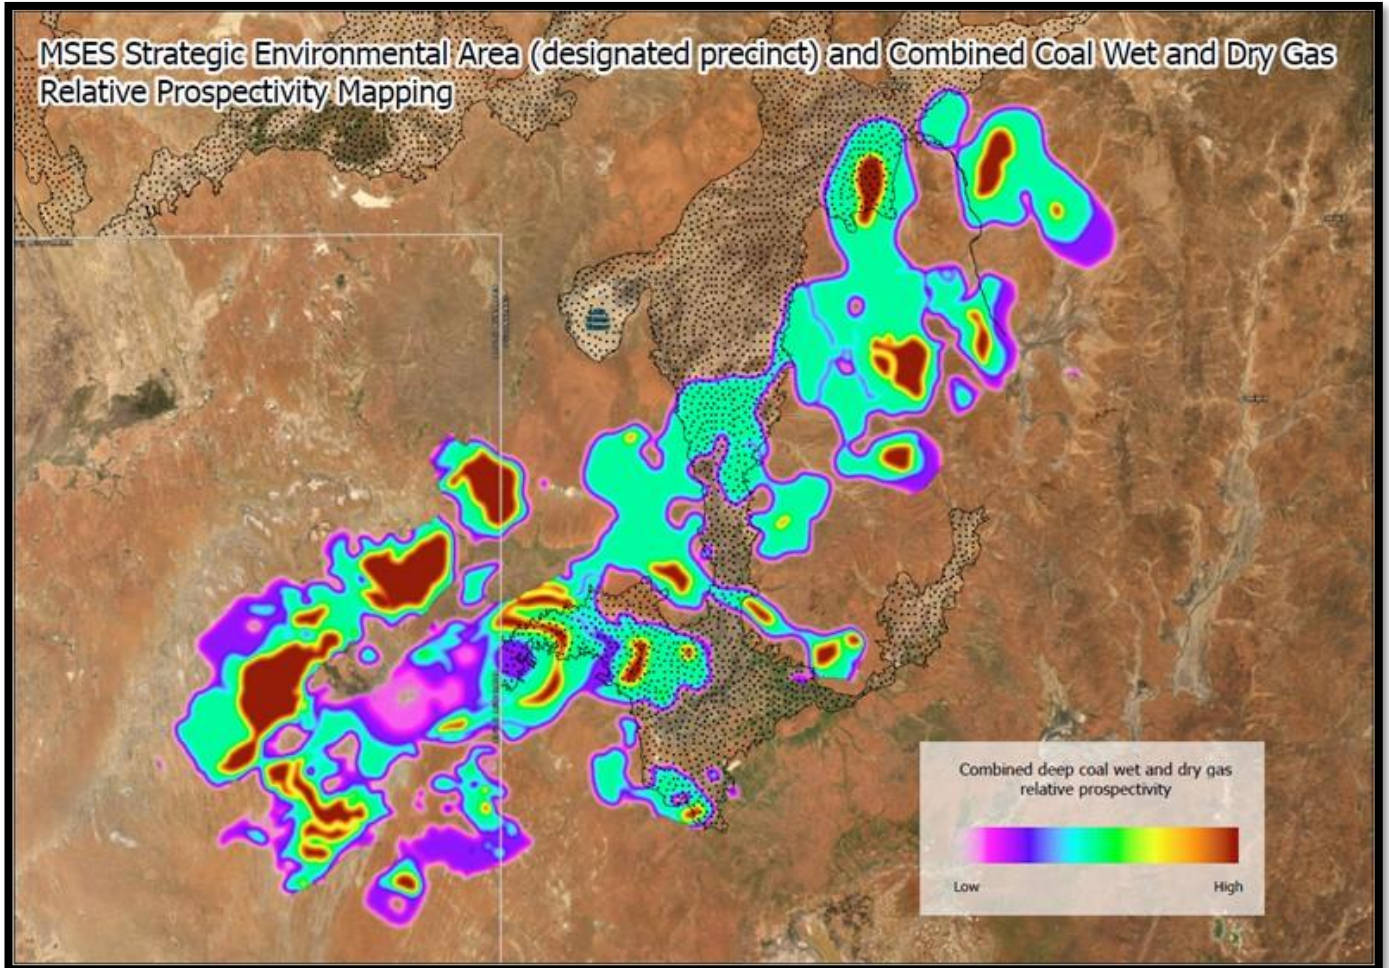 MSES Strategic Environmental Area (designated precinct) and Combined Coal Wet and Dry Gas
Relative Prospectivity Mapping
Combined deep coal wet and dry gas
relative prospectivity
Low
High